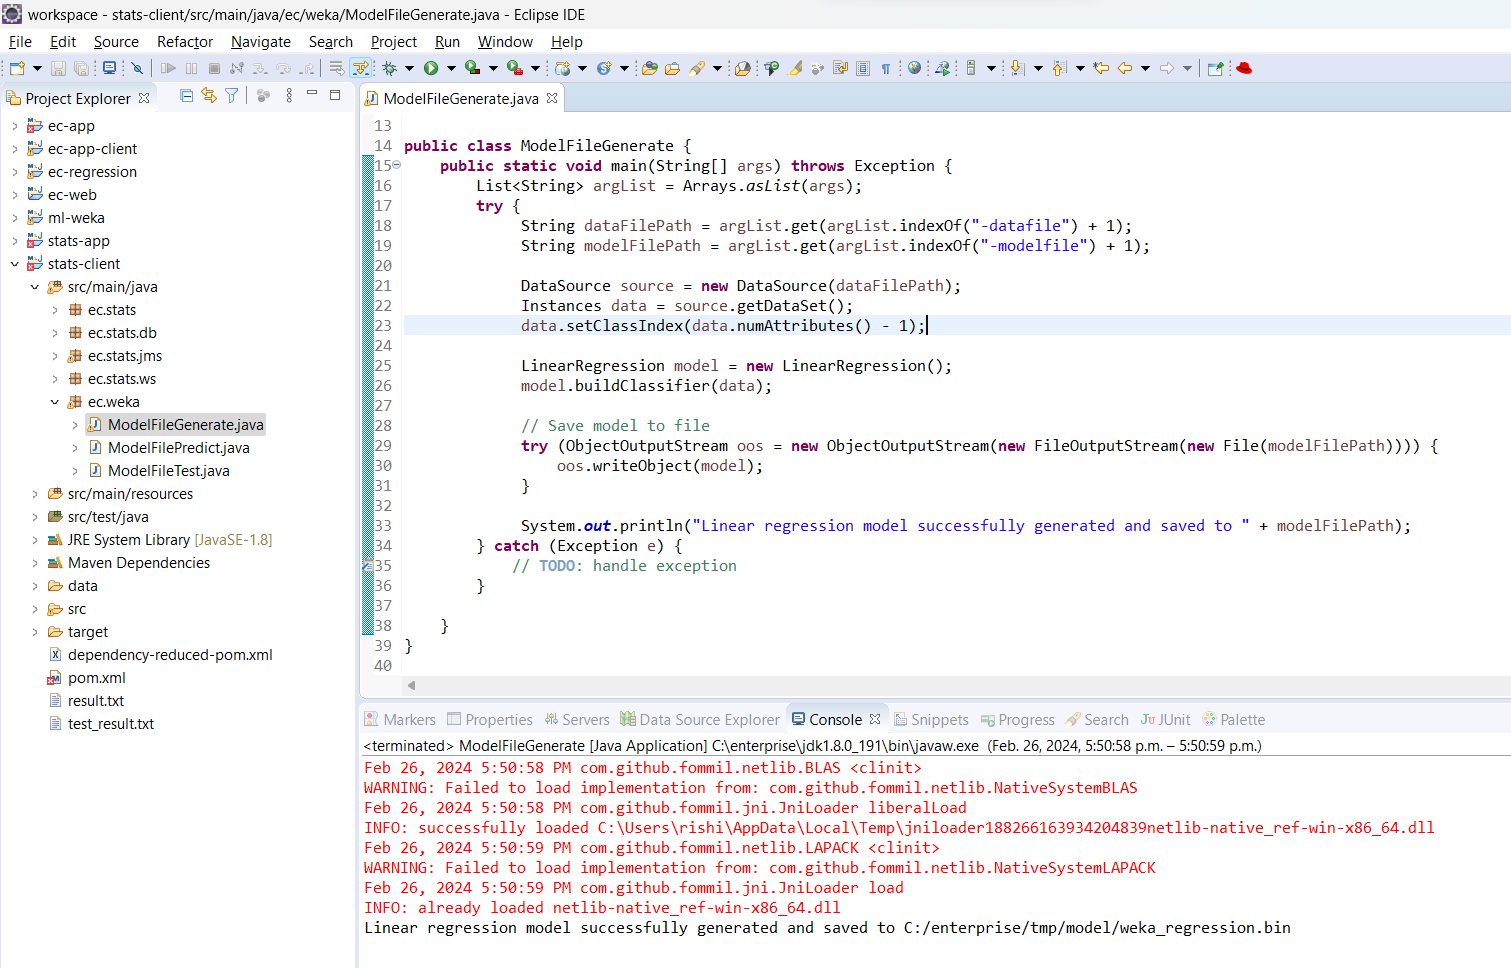 workspace - stats-client/src/main/java/ec/weka/ModelFileGenerate.java - Eclipse IDE
File Edit Source Refactor Navigate Search Project Run Window Help
Project Explorer
ec-app
ec-app-client
ec-regression
ec-web
ml-weka
stats-app
stats-client
src/main/java
ec.stats
ec.stats.db
ec.stats.jms
ec.stats.ws
ec.weka
ModelFileGenerate.java
ModelFilePredict.java
ModelFileTest.java
src/main/resources
src/test/java
JRE System Library [JavaSE-1.8]
Maven Dependencies
data
src
target
dependency-reduced-pom.xml
pom.xml
result.txt
test_result.txt
ModelFileGenerate.java
13
14 public class ModelFileGenerate {
15 public static void main(String[] args) throws Exception {
16 List<String> argList = Arrays.asList(args);
17 try {
18 String dataFilePath = argList.get(argList.indexOf("-datafile") + 1);
19 String modelFilePath = argList.get(argList.indexOf("-modelfile") + 1);
20
21 DataSource source = new DataSource(dataFilePath);
22 Instances data = source.getDataSet();
23 data.setClassIndex(data.numAttributes() - 1);
24
25 LinearRegression model = new LinearRegression();
26 model.buildClassifier(data);
27
28 // Save model to file
29 try (ObjectOutputStream oos = new ObjectOutputStream(new FileOutputStream(new File(modelFilePath)))) {
30 oos.writeObject(model);
31 }
32
33 System.out.println("Linear regression model successfully generated and saved to " + modelFilePath);
34 } catch (Exception e) {
35 // TODO: handle exception
36 }
37
38 }
39 }
40
Markers Properties Servers Data Source Explorer Console Snippets Progress Search JUnit Palette
<terminated> ModelFileGenerate [Java Application] C:\enterprise\jdk1.8.0_191\bin\javaw.exe (Feb. 26, 2024, 5:50:58 p.m. – 5:50:59 p.m.)
Feb 26, 2024 5:50:58 PM com.github.fommil.netlib.BLAS <clinit>
WARNING: Failed to load implementation from: com.github.fommil.netlib.NativeSystemBLAS
Feb 26, 2024 5:50:58 PM com.github.fommil.jni.JniLoader liberalLoad
INFO: successfully loaded C:\Users\rishi\AppData\Local\Temp\jniloader188266163934204839netlib-native_ref-win-x86_64.dll
Feb 26, 2024 5:50:59 PM com.github.fommil.netlib.LAPACK <clinit>
WARNING: Failed to load implementation from: com.github.fommil.netlib.NativeSystemLAPACK
Feb 26, 2024 5:50:59 PM com.github.fommil.jni.JniLoader load
INFO: already loaded netlib-native_ref-win-x86_64.dll
Linear regression model successfully generated and saved to C:/enterprise/tmp/model/weka_regression.bin